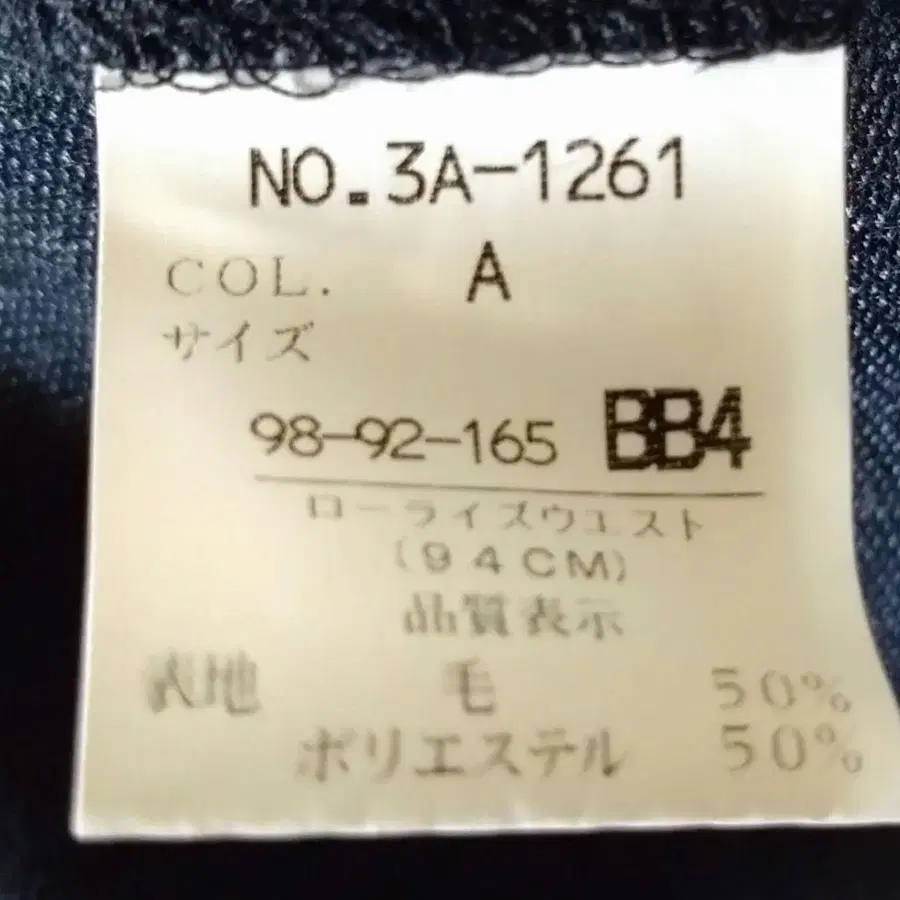 NO.3A-1261
COL. A
サイズ
98-92-165 BB4
ローライズウエスト
(94CM)
品質表示
表地 毛 50%
ポリエステル 50%